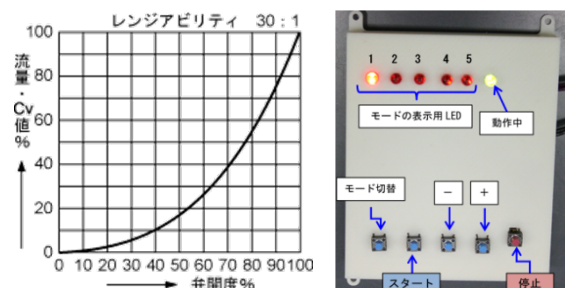 レンジアビリティ 30：1
流量・Cv値%
100
80
60
40
20
0
0 10 20 30 40 50 60 70 80 90 100
弁開度%
1 2 3 4 5
モードの表示用 LED
動作中
モード切替
－
＋
スタート
停止